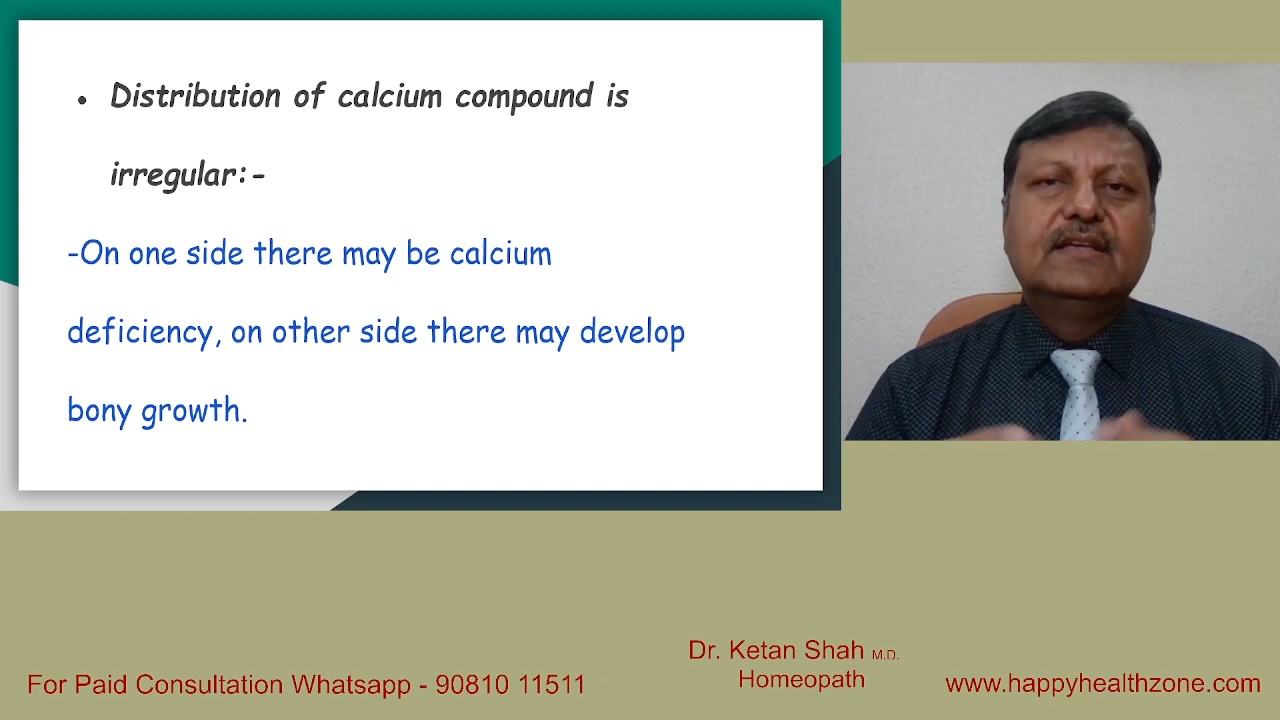 • Distribution of calcium compound is
irregular:-
-On one side there may be calcium
deficiency, on other side there may develop
bony growth.
Dr. Ketan Shah M.D.
Homeopath
For Paid Consultation Whatsapp - 90810 11511
www.happyhealthzone.com